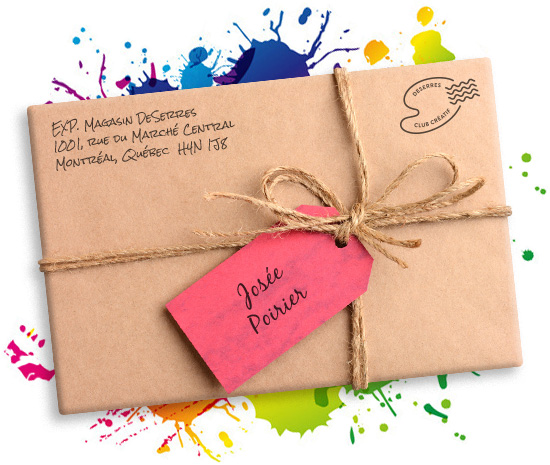 EXP. MAGASIN DESERRES
1001, RUE DU MARCHÉ CENTRAL
MONTRÉAL, QUÉBEC H4N 1J8
DESERRES
CLUB CRÉATIF
Josée
Poirier